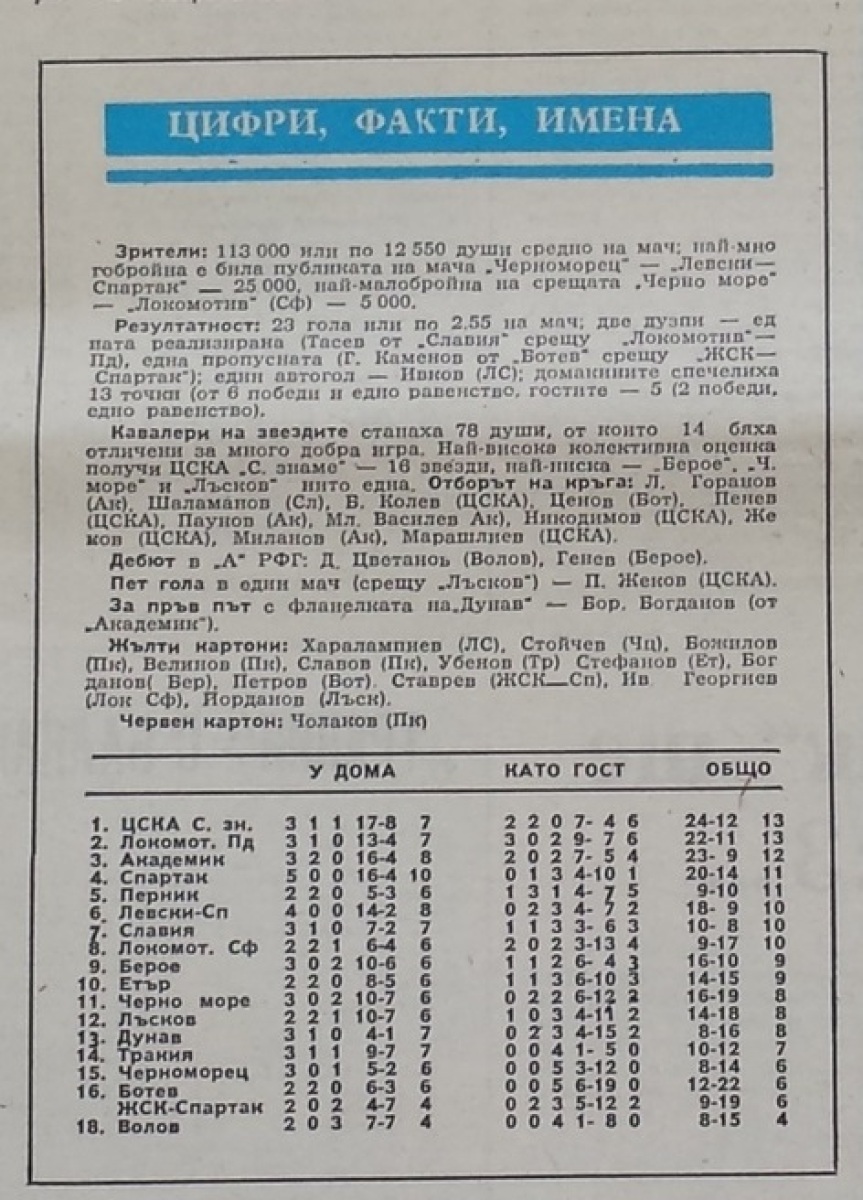 ЦИФРИ, ФАКТИ, ИМЕНА
Зрители: 113 000 или по 12 550 души средно на мач; най-мно
гобройна е била публиката на мача „Черноморец" — „Левски—
Спартак" — 25 000, най-малобройна на срещата „Черно море"
— „Локомотив" (Сф) — 5 000.
Резултатност: 23 гола или по 2,55 на мач; две дузпи — ед
ната реализирана (Тасев от „Славия" срещу „Локомотив"—
Пд), една пропусната (Г. Каменов от „Ботев" срещу „ЖСК—
Спартак"); един автогол — Ивков (ЛС); домакините спечелиха
13 точки (от 6 победи и едно равенство, гостите — 5 (2 победи,
едно равенство).
Кавалери на звездите станаха 78 души, от които 14 бяха
отличени за много добра игра. Най-висока колективна оценка
получи ЦСКА „С. знаме" — 16 звезди, най-ниска — „Берое", „Ч.
море" и „Лъсков" нито една. Отборът на кръга: Л. Горанов
(Ак), Шаламанов (Сл), Б. Колев (ЦСКА), Ценов (Бот), Пенев
(ЦСКА), Паунов (Ак), Мл. Василев Ак), Никодимов (ЦСКА), Же
ков (ЦСКА), Миланов (Ак), Марашлиев (ЦСКА).
Дебют в „А" РФГ: Д. Цветанов (Волов), Генев (Берое).
Пет гола в един мач (срещу „Лъсков") — П. Жеков (ЦСКА).
За пръв път с фланелката на„Дунав" — Бор. Богданов (от
„Академик").
Жълти картони: Харалампиев (ЛС), Стойчев (Чц), Божилов
(Пк), Велинов (Пк), Славов (Пк), Убенов (Тр) Стефанов (Ет), Бог
данов( Бер), Петров (Бот). Ставрев (ЖСК—Сп), Ив Георгиев
(Лок Сф), Йорданов (Лъск).
Червен картон: Чолаков (Пк)
У ДОМА КАТО ГОСТ ОБЩО
1. ЦСКА С. зн. 3 1 1 17-8 7 2 2 0 7- 4 6 24-12 13
2. Локомот. Пд 3 1 0 13-4 7 3 0 2 9- 7 6 22-11 13
3. Академик 3 2 0 16-4 8 2 0 2 7- 5 4 23- 9 12
4. Спартак 5 0 0 16-4 10 0 1 3 4-10 1 20-14 11
5. Перник 2 2 0 5-3 6 1 3 1 4- 7 5 9-10 11
6. Левски-Сп 4 0 0 14-2 8 0 2 3 4- 7 2 18- 9 10
7. Славия 3 1 0 7-2 7 1 1 3 3- 6 3 10- 8 10
8. Локомот. Сф 2 2 1 6-4 6 2 0 2 3-13 4 9-17 10
9. Берое 3 0 2 10-6 6 1 1 2 6- 4 3 16-10 9
10. Етър 2 2 0 8-5 6 1 1 3 6-10 3 14-15 9
11. Черно море 3 0 2 10-7 6 0 2 2 6-12 2 16-19 8
12. Лъсков 2 2 1 10-7 6 1 0 3 4-11 2 14-18 8
13. Дунав 3 1 0 4-1 7 0 2 3 4-15 2 8-16 8
14. Тракия 3 1 1 9-7 7 0 0 4 1- 5 0 10-12 7
15. Черноморец 3 0 1 5-2 6 0 0 5 3-12 0 8-14 6
16. Ботев 2 2 0 6-3 6 0 0 5 6-19 0 12-22 6
ЖСК-Спартак 2 0 2 4-7 4 0 2 3 5-12 2 9-19 6
18. Волов 2 0 3 7-7 4 0 0 4 1- 8 0 8-15 4